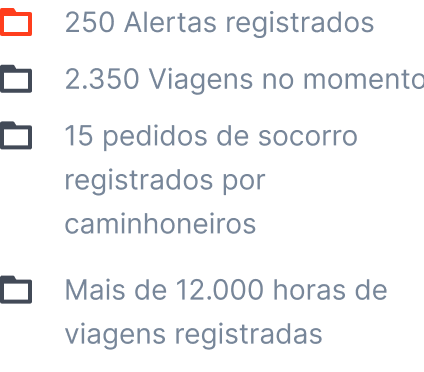 250 Alertas registrados
2.350 Viagens no momento
15 pedidos de socorro
registrados por
caminhoneiros
Mais de 12.000 horas de
viagens registradas